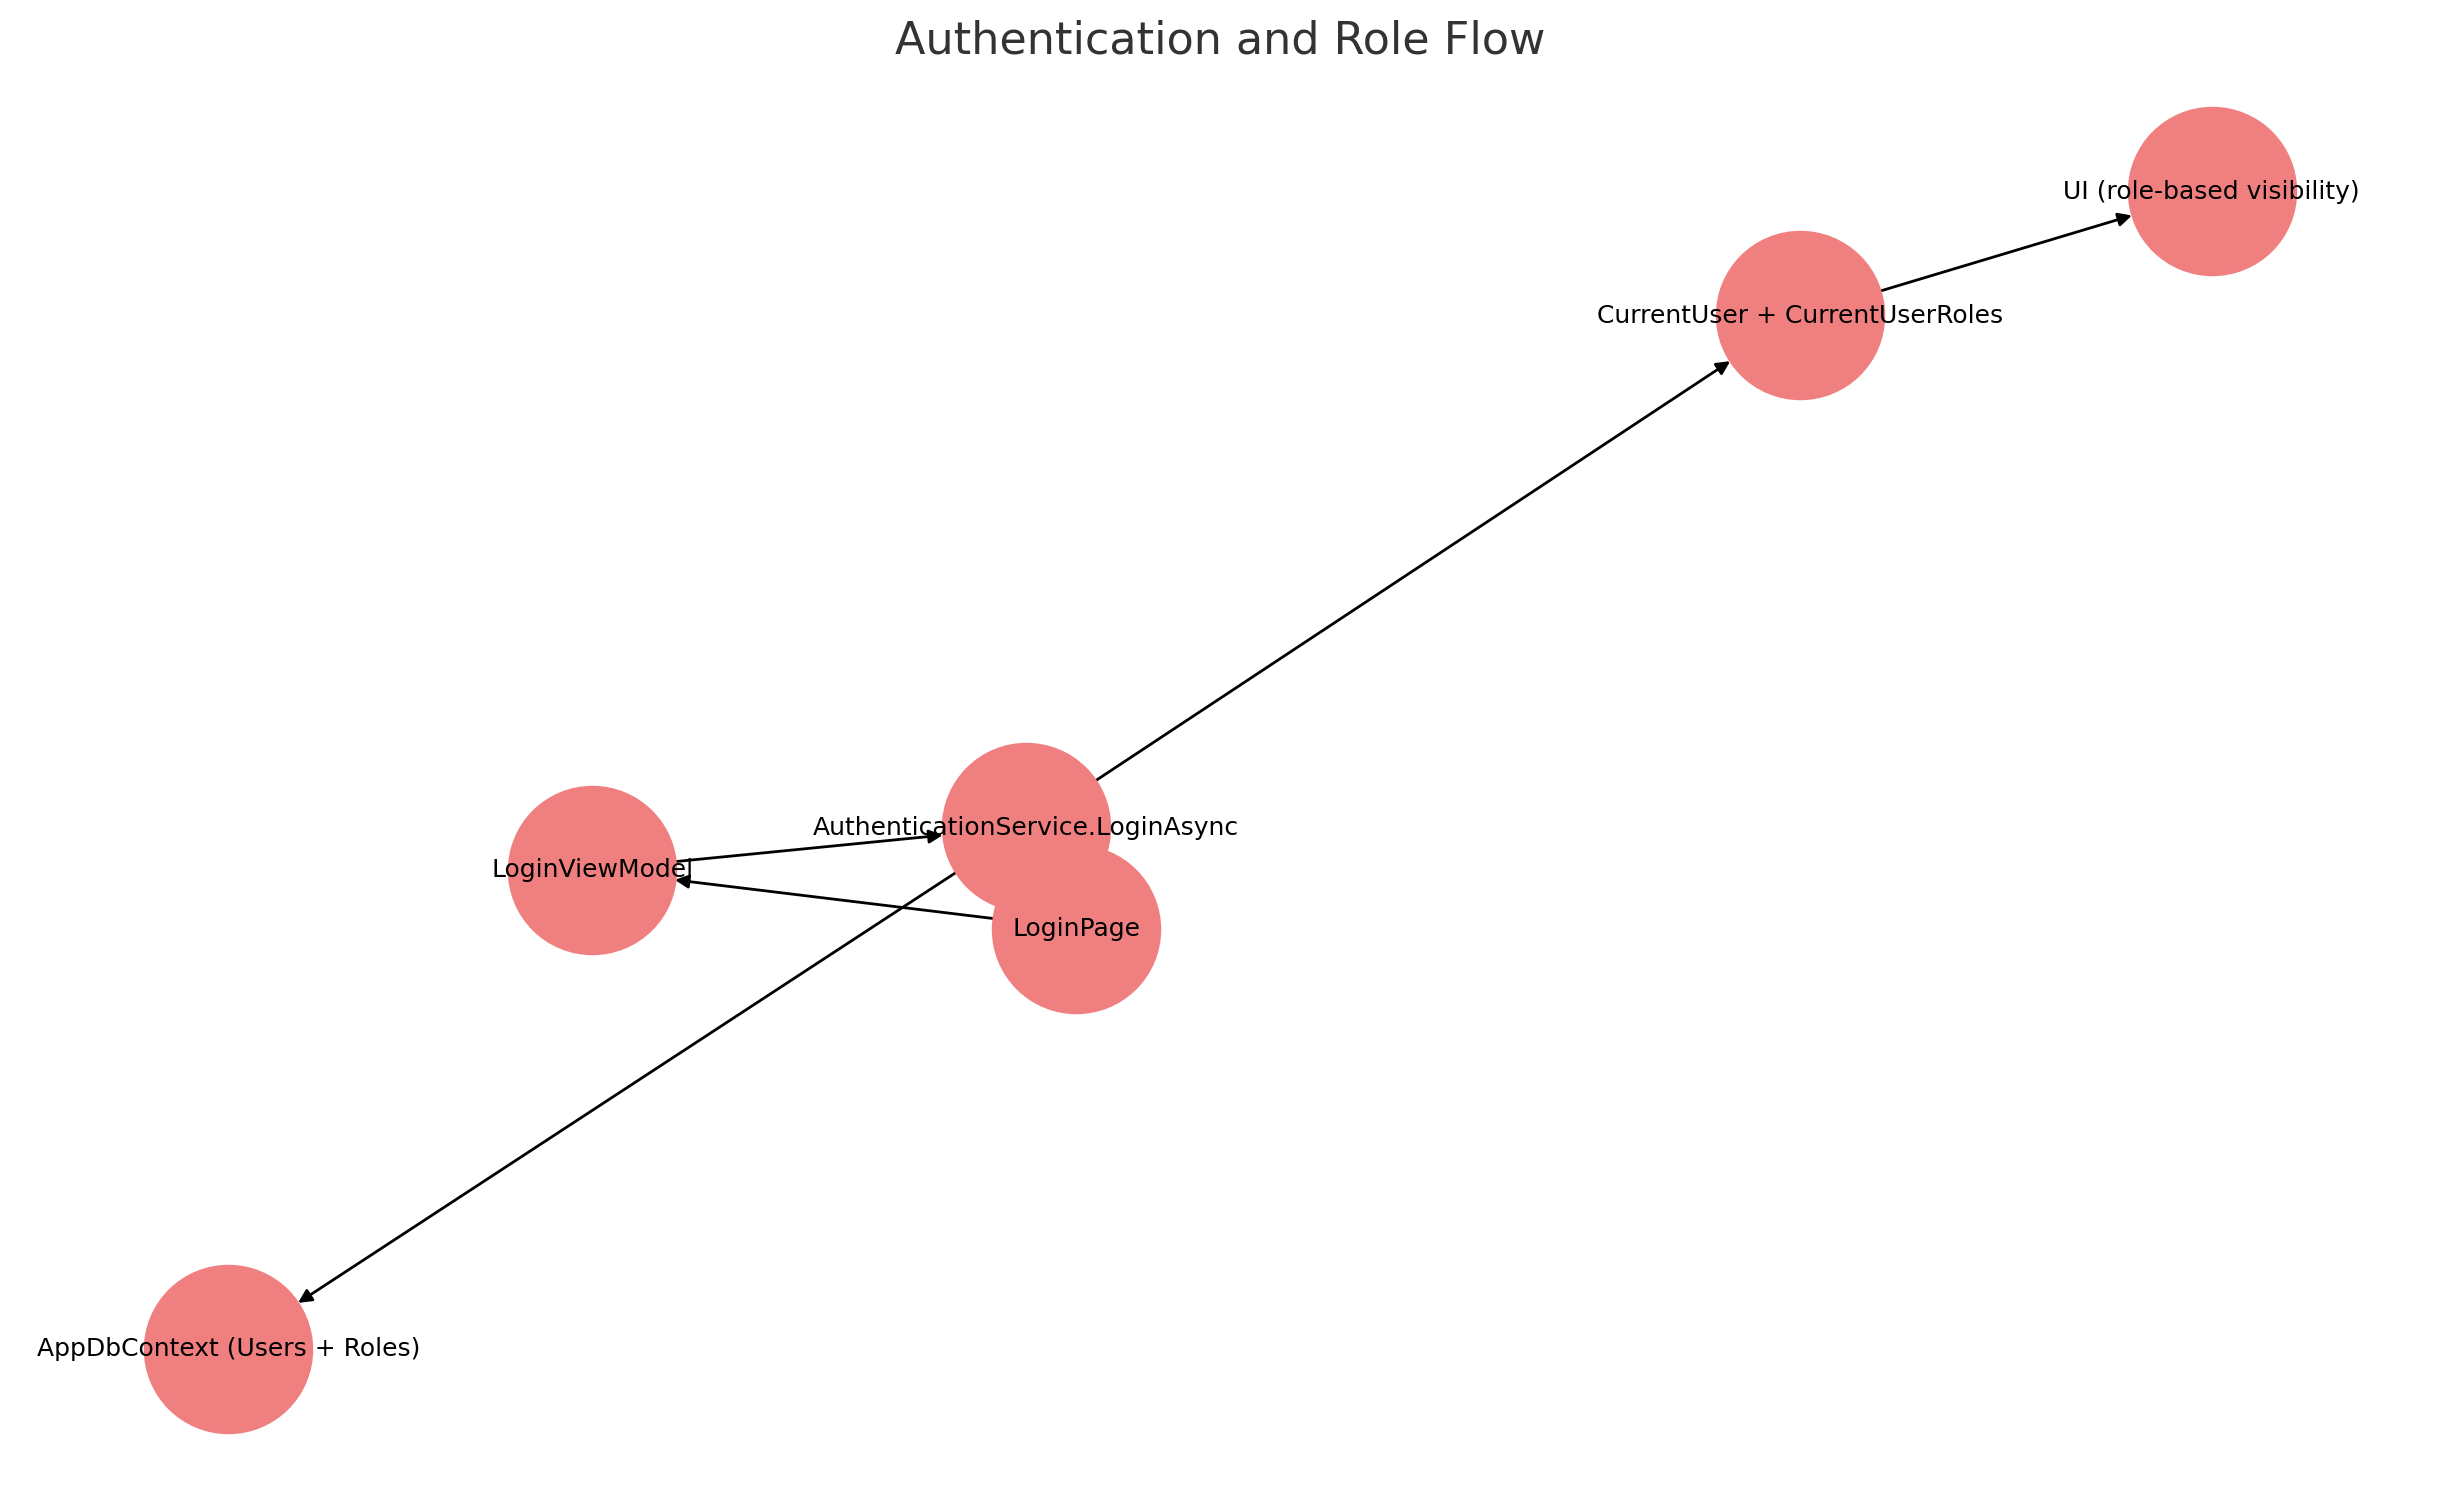 Authentication and Role Flow
UI (role-based visibility)
CurrentUser + CurrentUserRoles
AuthenticationService.LoginAsync
LoginViewModel
LoginPage
AppDbContext (Users + Roles)